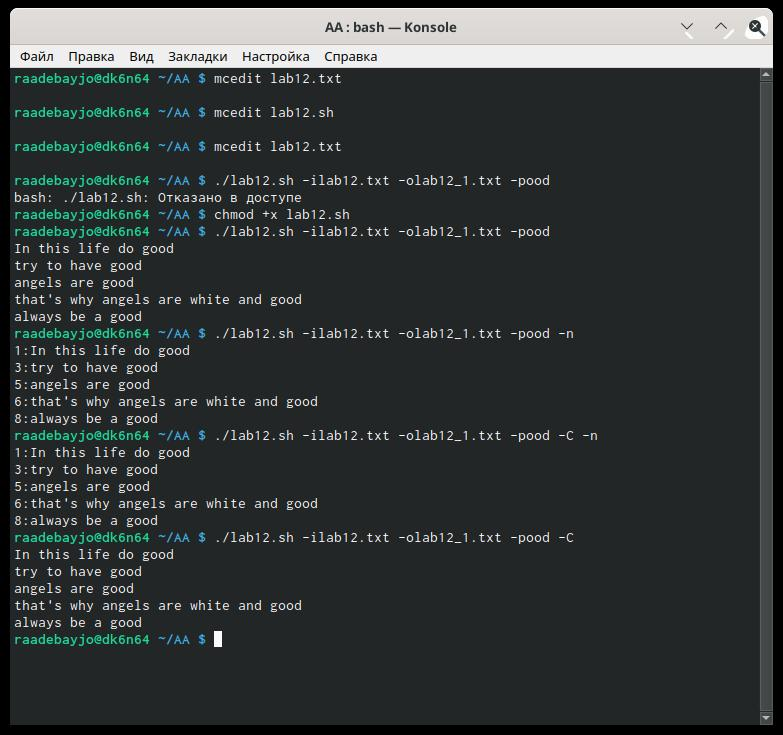 AA : bash — Konsole
Файл Правка Вид Закладки Настройка Справка
raadebayjo@dk6n64 ~/AA $ mcedit lab12.txt
raadebayjo@dk6n64 ~/AA $ mcedit lab12.sh
raadebayjo@dk6n64 ~/AA $ mcedit lab12.txt
raadebayjo@dk6n64 ~/AA $ ./lab12.sh -ilab12.txt -olab12_1.txt -pood
bash: ./lab12.sh: Отказано в доступе
raadebayjo@dk6n64 ~/AA $ chmod +x lab12.sh
raadebayjo@dk6n64 ~/AA $ ./lab12.sh -ilab12.txt -olab12_1.txt -pood
In this life do good
try to have good
angels are good
that's why angels are white and good
always be a good
raadebayjo@dk6n64 ~/AA $ ./lab12.sh -ilab12.txt -olab12_1.txt -pood -n
1:In this life do good
3:try to have good
5:angels are good
6:that's why angels are white and good
8:always be a good
raadebayjo@dk6n64 ~/AA $ ./lab12.sh -ilab12.txt -olab12_1.txt -pood -C -n
1:In this life do good
3:try to have good
5:angels are good
6:that's why angels are white and good
8:always be a good
raadebayjo@dk6n64 ~/AA $ ./lab12.sh -ilab12.txt -olab12_1.txt -pood -C
In this life do good
try to have good
angels are good
that's why angels are white and good
always be a good
raadebayjo@dk6n64 ~/AA $